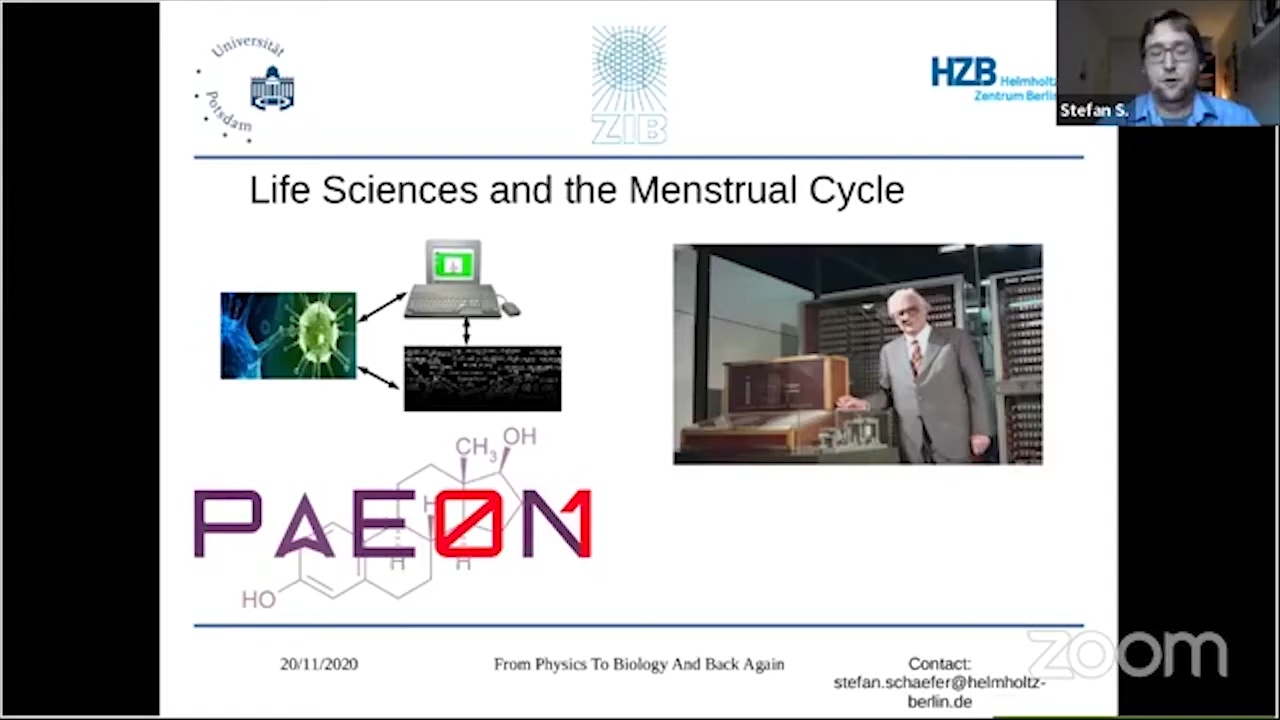 Universität
Potsdam
ZIB
HZB Helmholtz
Zentrum Berlin
Stefan S.
Life Sciences and the Menstrual Cycle
CH3
OH
H
PAEON
H
H
HO
20/11/2020
From Physics To Biology And Back Again
Contact:
stefan.schaefer@helmholtz-
berlin.de
zoom